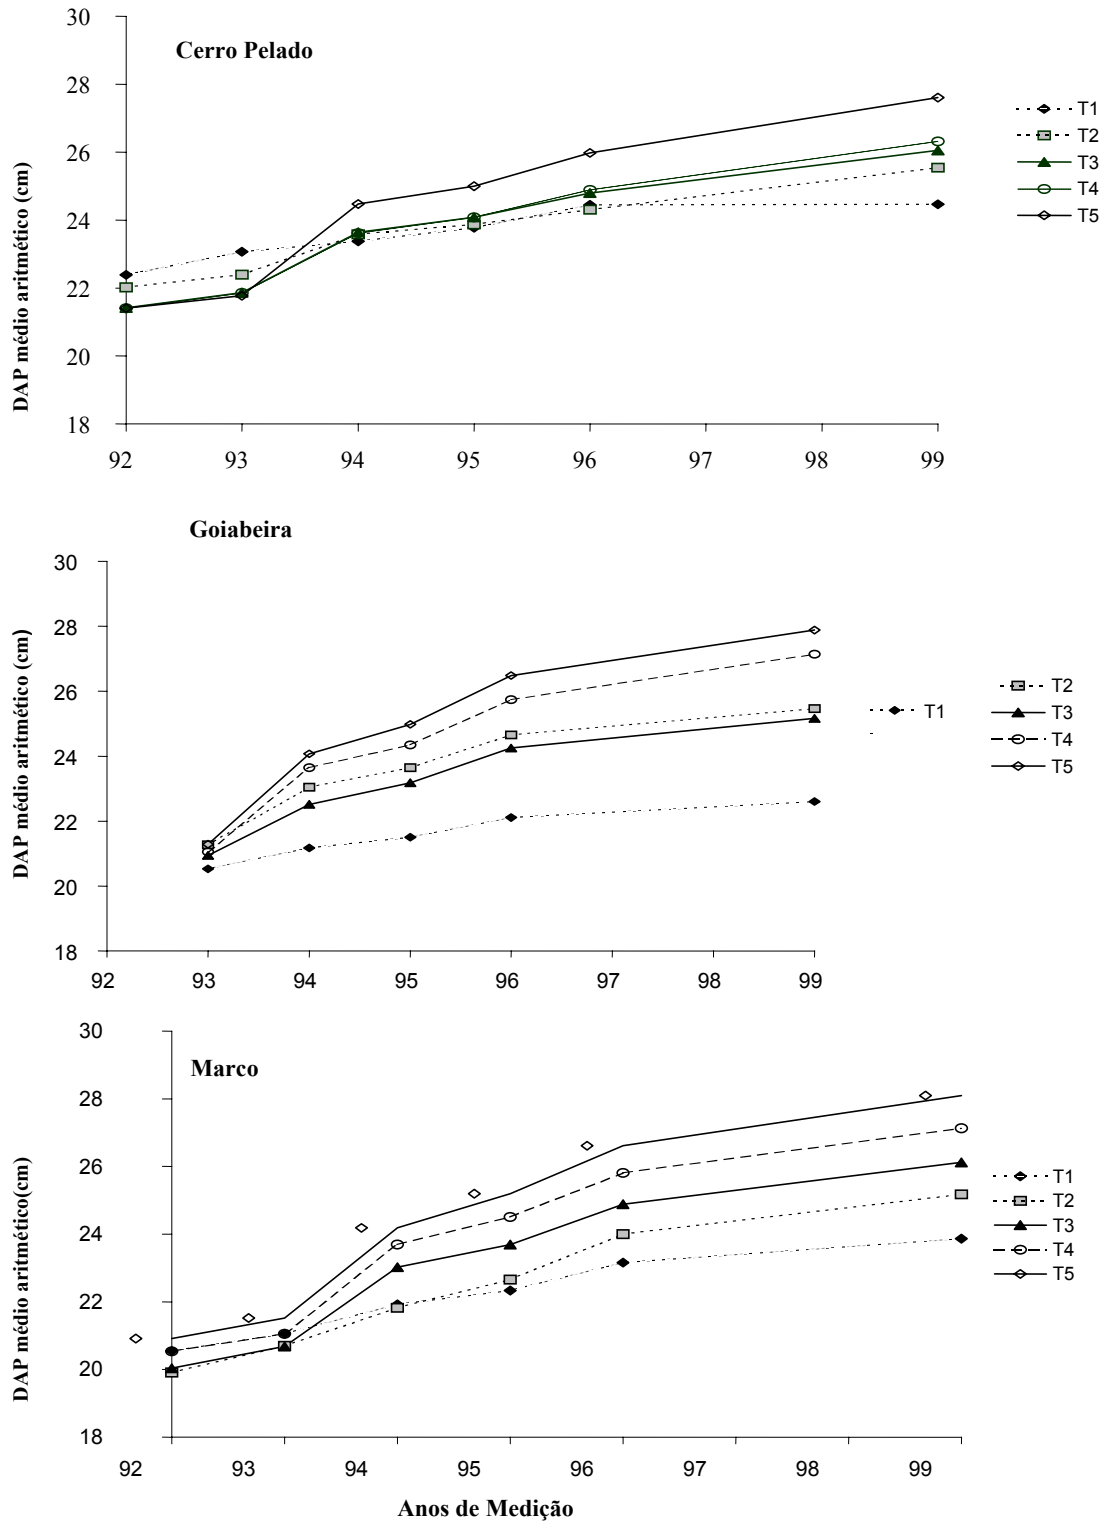 Cerro Pelado
DAP médio aritmético (cm)
30
28
26
24
22
20
18
92 93 94 95 96 97 98 99
T1
T2
T3
T4
T5
Goiabeira
DAP médio aritmético (cm)
30
28
26
24
22
20
18
92 93 94 95 96 97 98 99
T1
T2
T3
T4
T5
Marco
DAP médio aritmético(cm)
30
28
26
24
22
20
18
92 93 94 95 96 97 98 99
T1
T2
T3
T4
T5
Anos de Medição